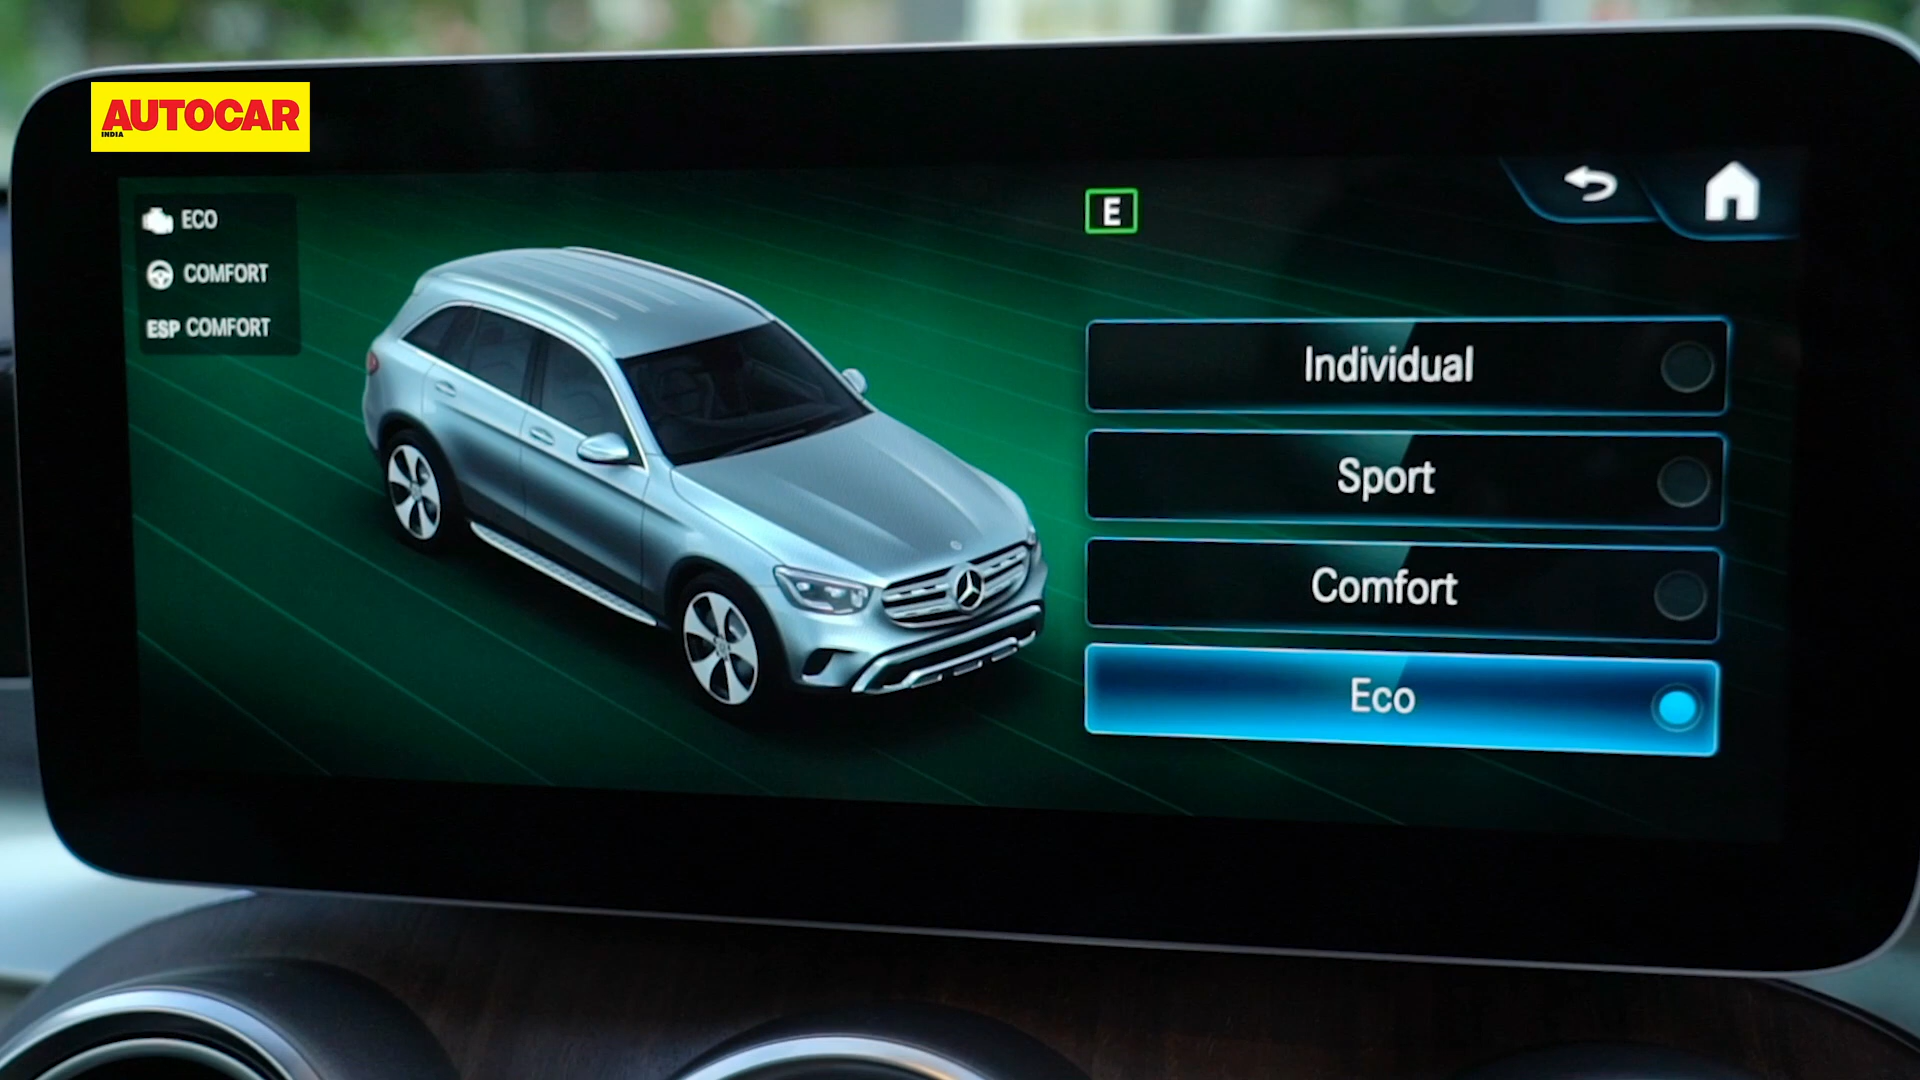 AUTOCAR
INDIA
ECO
COMFORT
ESP COMFORT
E
Individual
Sport
Comfort
Eco